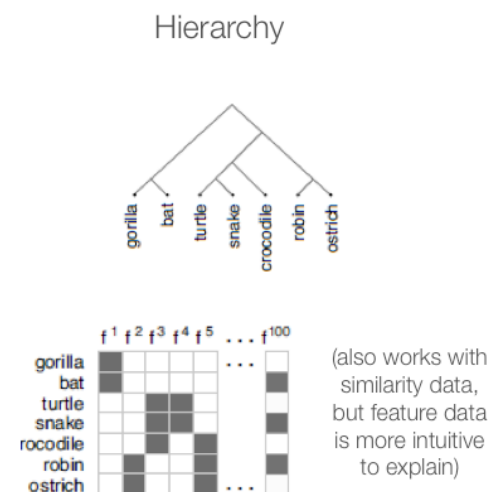 Hierarchy
gorilla
bat
turtle
snake
crocodile
robin
ostrich
f1 f2 f3 f4 f5 ... f100
gorilla ...
bat
turtle
snake
rocodile
robin
ostrich ...
(also works with
similarity data,
but feature data
is more intuitive
to explain)